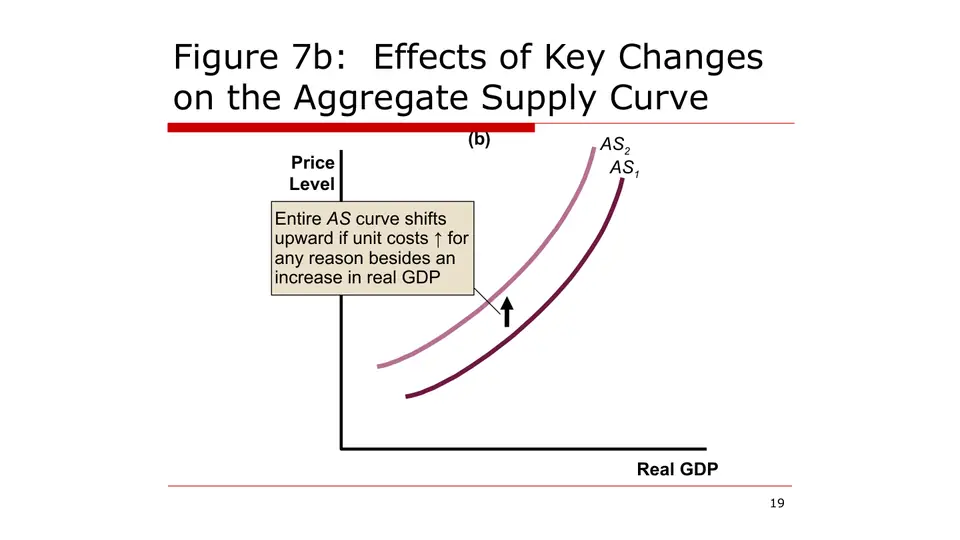 Figure 7b:  Effects of Key Changes
on the Aggregate Supply Curve
(b)
Price
Level
AS2
AS1
Entire AS curve shifts
upward if unit costs ↑ for
any reason besides an
increase in real GDP
Real GDP
19